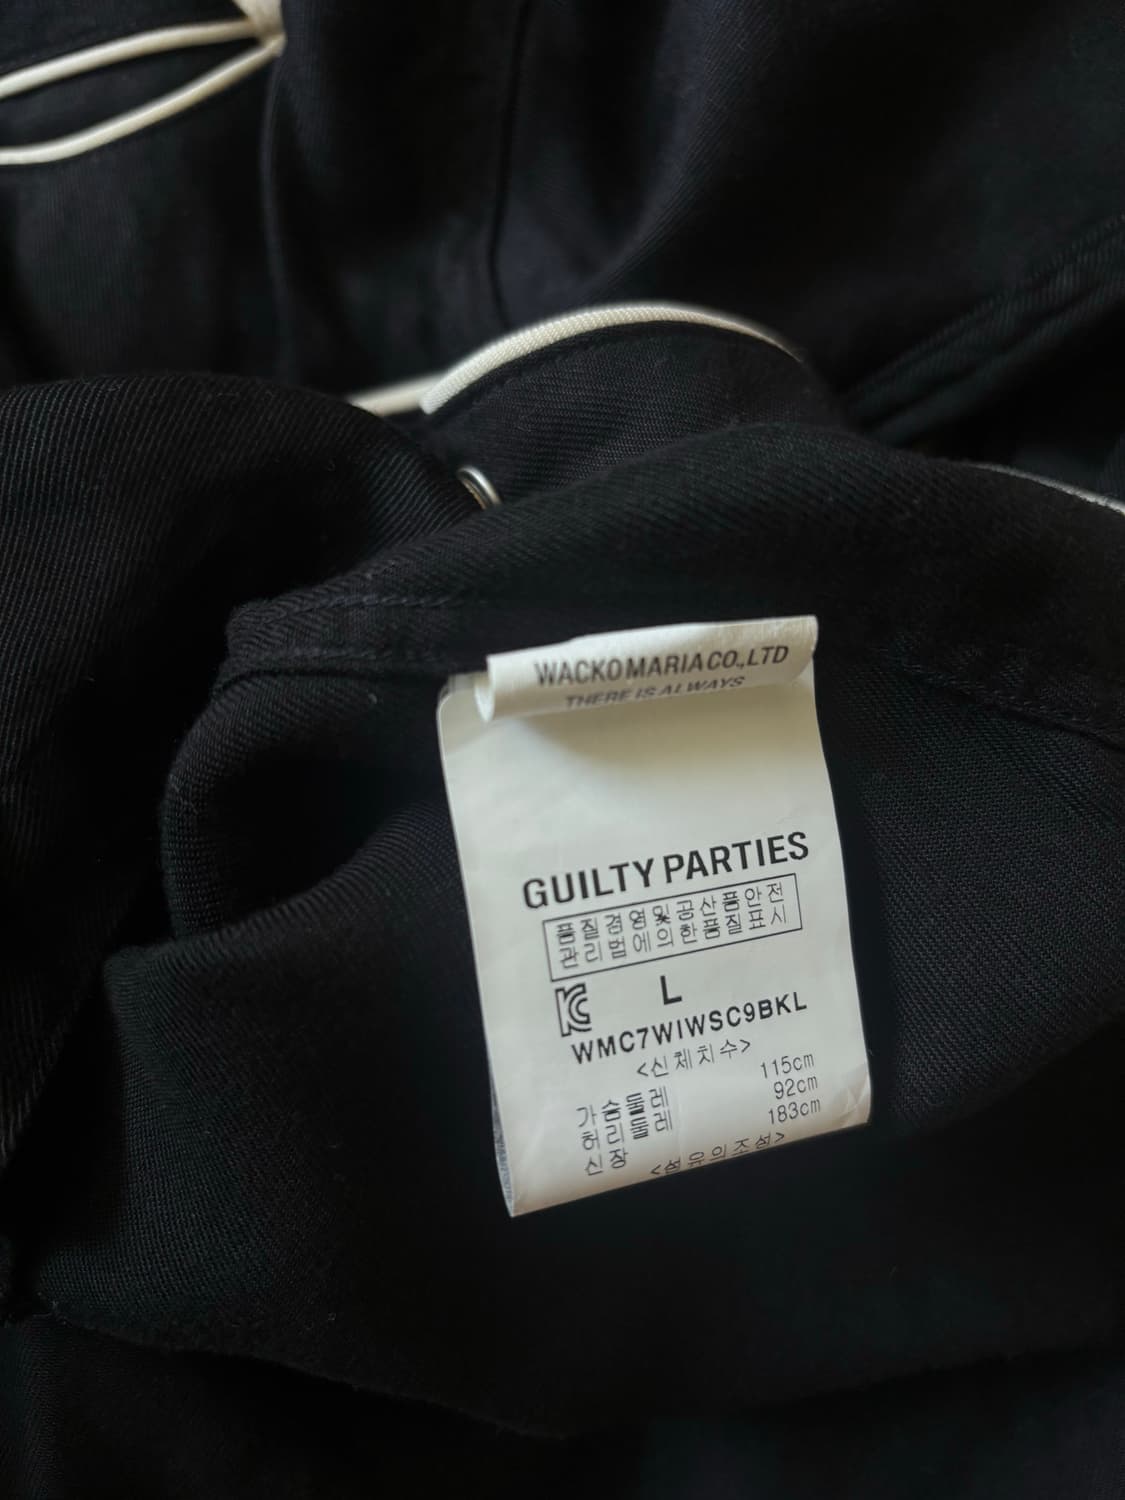 WACKO MARIA CO.,LTD
THERE IS ALWAYS
GUILTY PARTIES
품질경영및공산품안전
관리법에의한품질표시
L
WMC7WIWSC9BKL
<신체치수>
가슴둘레 115cm
허리둘레 92cm
신장 183cm
<섬유의조성>